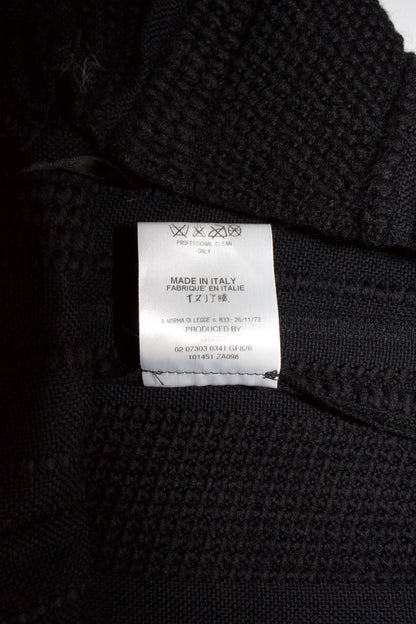 PROFESSIONAL CLEAN
ONLY
MADE IN ITALY
FABRIQUE' EN ITALIE
A NORMA DI LEGGE n. 833- 26/11/73
PRODUCED BY
GUCCI
02 07303 0341 GF826
101451 ZA098